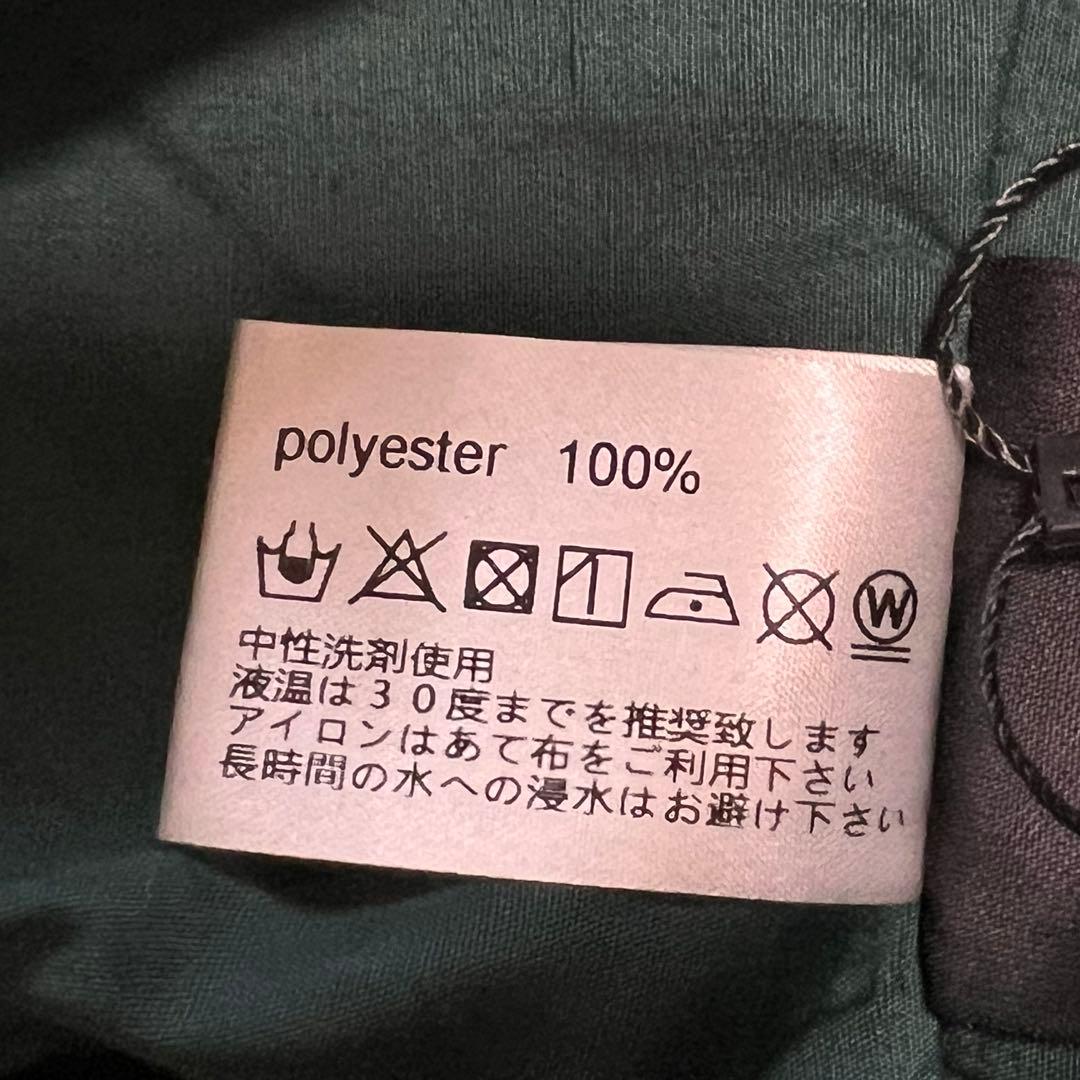 polyester 100%
W
中性洗剤使用
液温は３０度までを推奨致します
アイロンはあて布をご利用下さい
長時間の水への浸水はお避け下さい